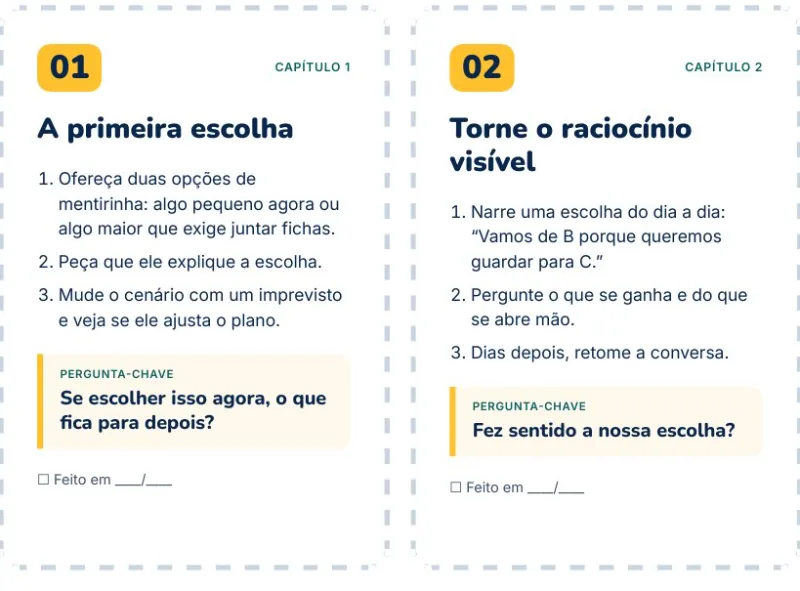 01
CAPÍTULO 1
A primeira escolha
1. Ofereça duas opções de
mentirinha: algo pequeno agora ou
algo maior que exige juntar fichas.
2. Peça que ele explique a escolha.
3. Mude o cenário com um imprevisto
e veja se ele ajusta o plano.
PERGUNTA-CHAVE
Se escolher isso agora, o que
fica para depois?
☐ Feito em ____/____
02
CAPÍTULO 2
Torne o raciocínio
visível
1. Narre uma escolha do dia a dia:
“Vamos de B porque queremos
guardar para C.”
2. Pergunte o que se ganha e do que
se abre mão.
3. Dias depois, retome a conversa.
PERGUNTA-CHAVE
Fez sentido a nossa escolha?
☐ Feito em ____/____